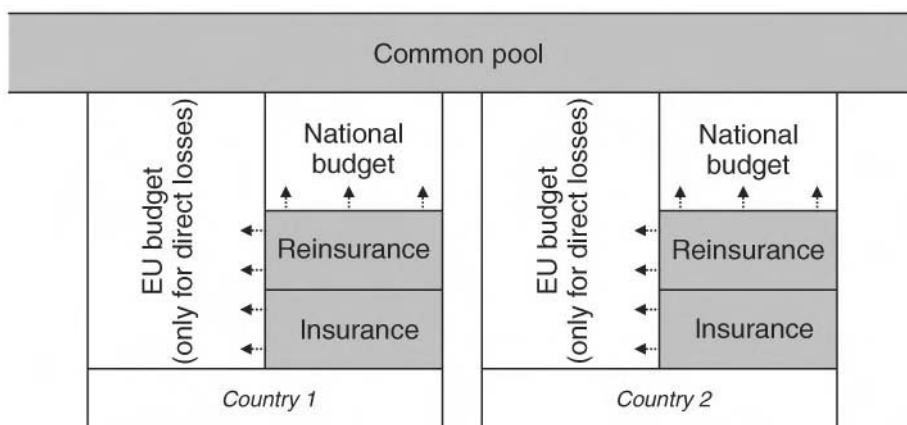 Common pool
EU budget
(only for direct losses)
National
budget
Reinsurance
Insurance
Country 1
EU budget
(only for direct losses)
National
budget
Reinsurance
Insurance
Country 2